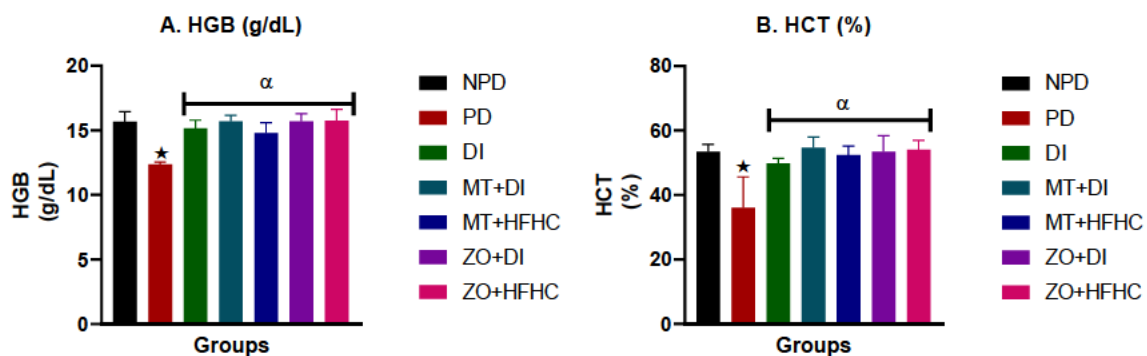 A. HGB (g/dL)
HGB
(g/dL)
20
15
10
5
0
★
α
Groups
NPD
PD
DI
MT+DI
MT+HFHC
ZO+DI
ZO+HFHC
B. HCT (%)
HCT
(%)
80
60
40
20
0
★
α
Groups
NPD
PD
DI
MT+DI
MT+HFHC
ZO+DI
ZO+HFHC